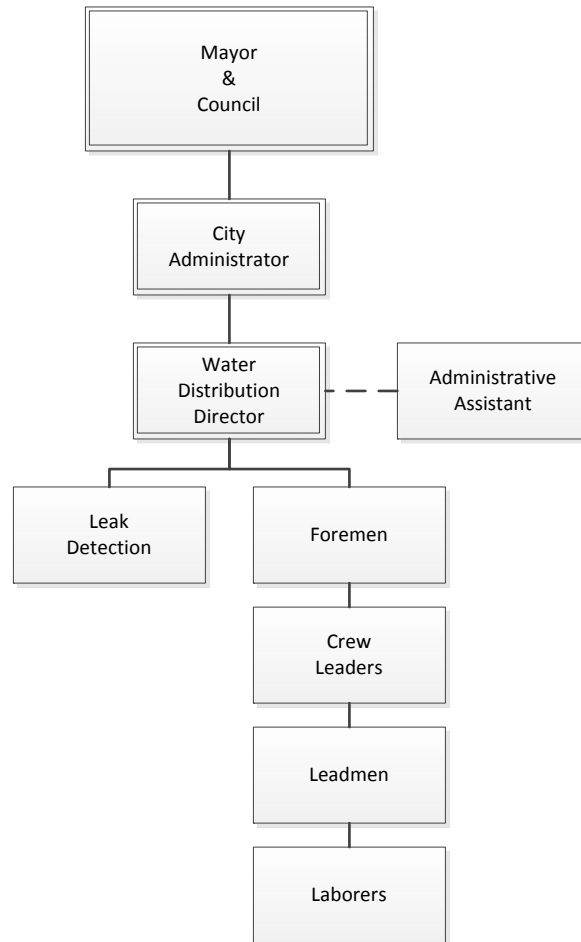 Mayor
&
Council
City
Administrator
Water
Distribution
Director
Administrative
Assistant
Leak
Detection
Foremen
Crew
Leaders
Leadmen
Laborers